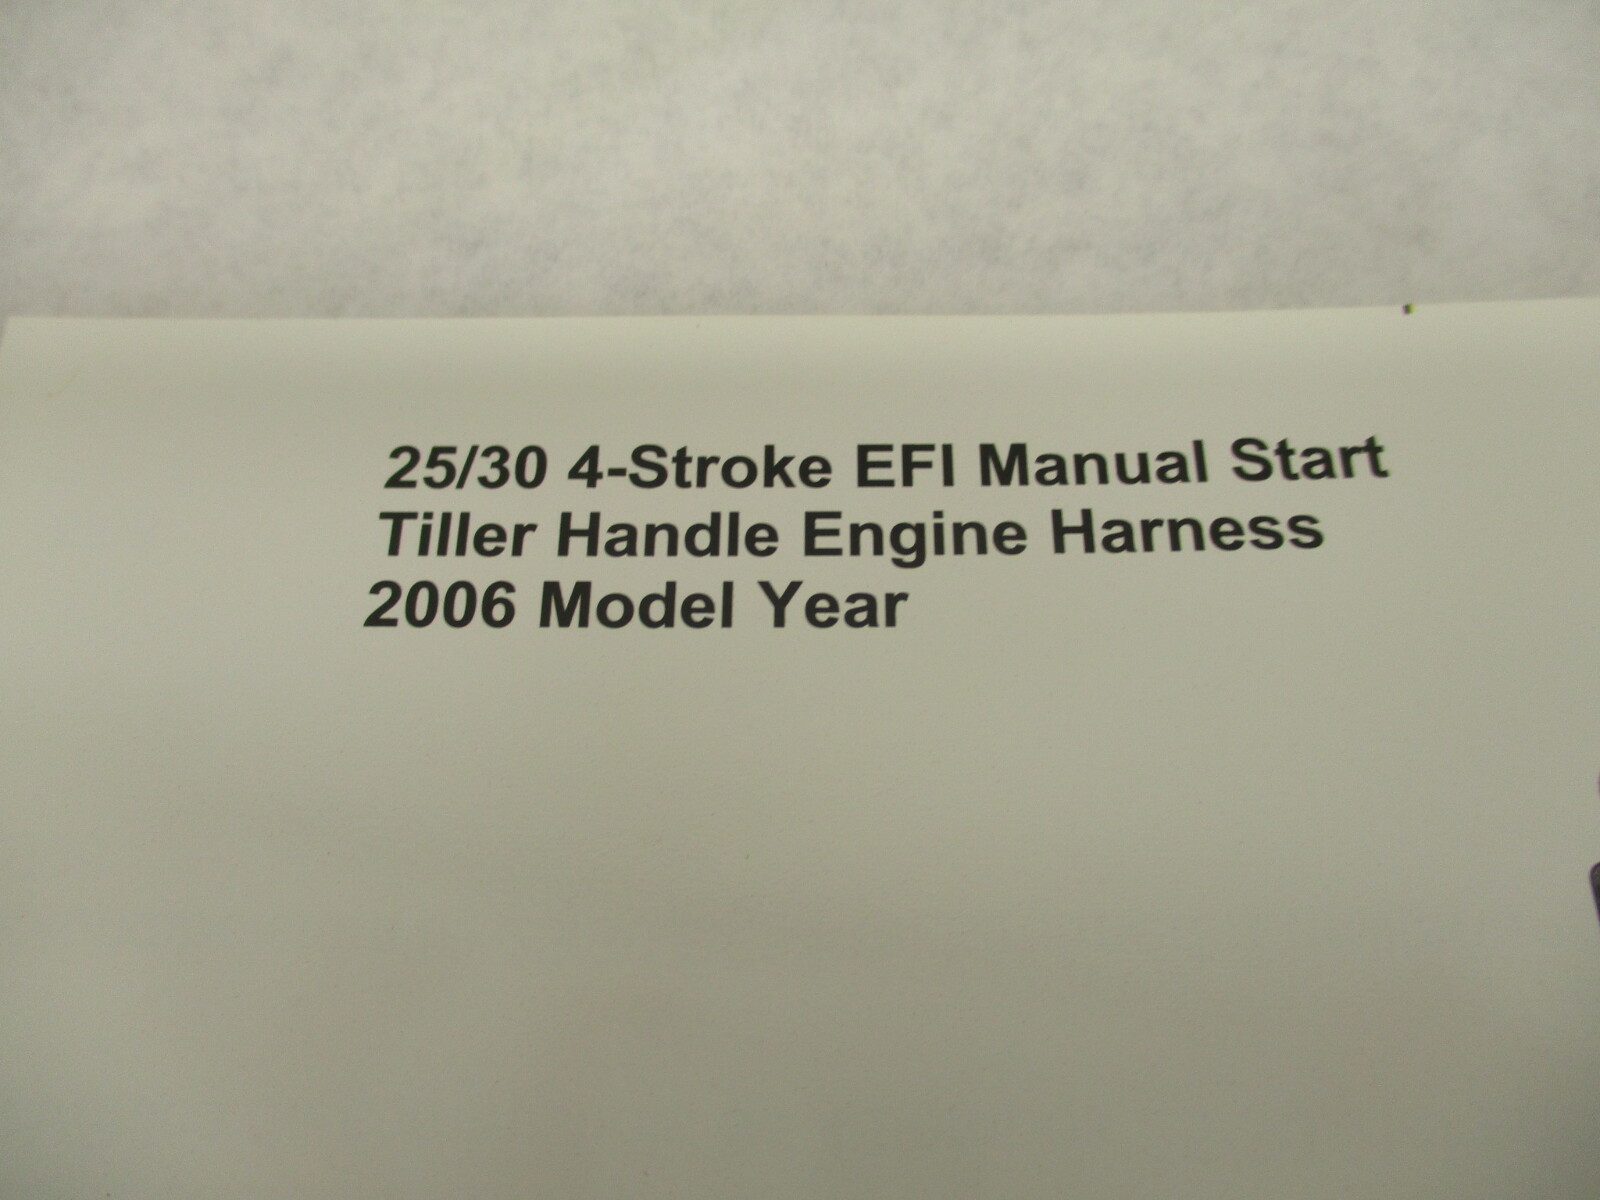 25/30 4-Stroke EFI Manual Start
Tiller Handle Engine Harness
2006 Model Year